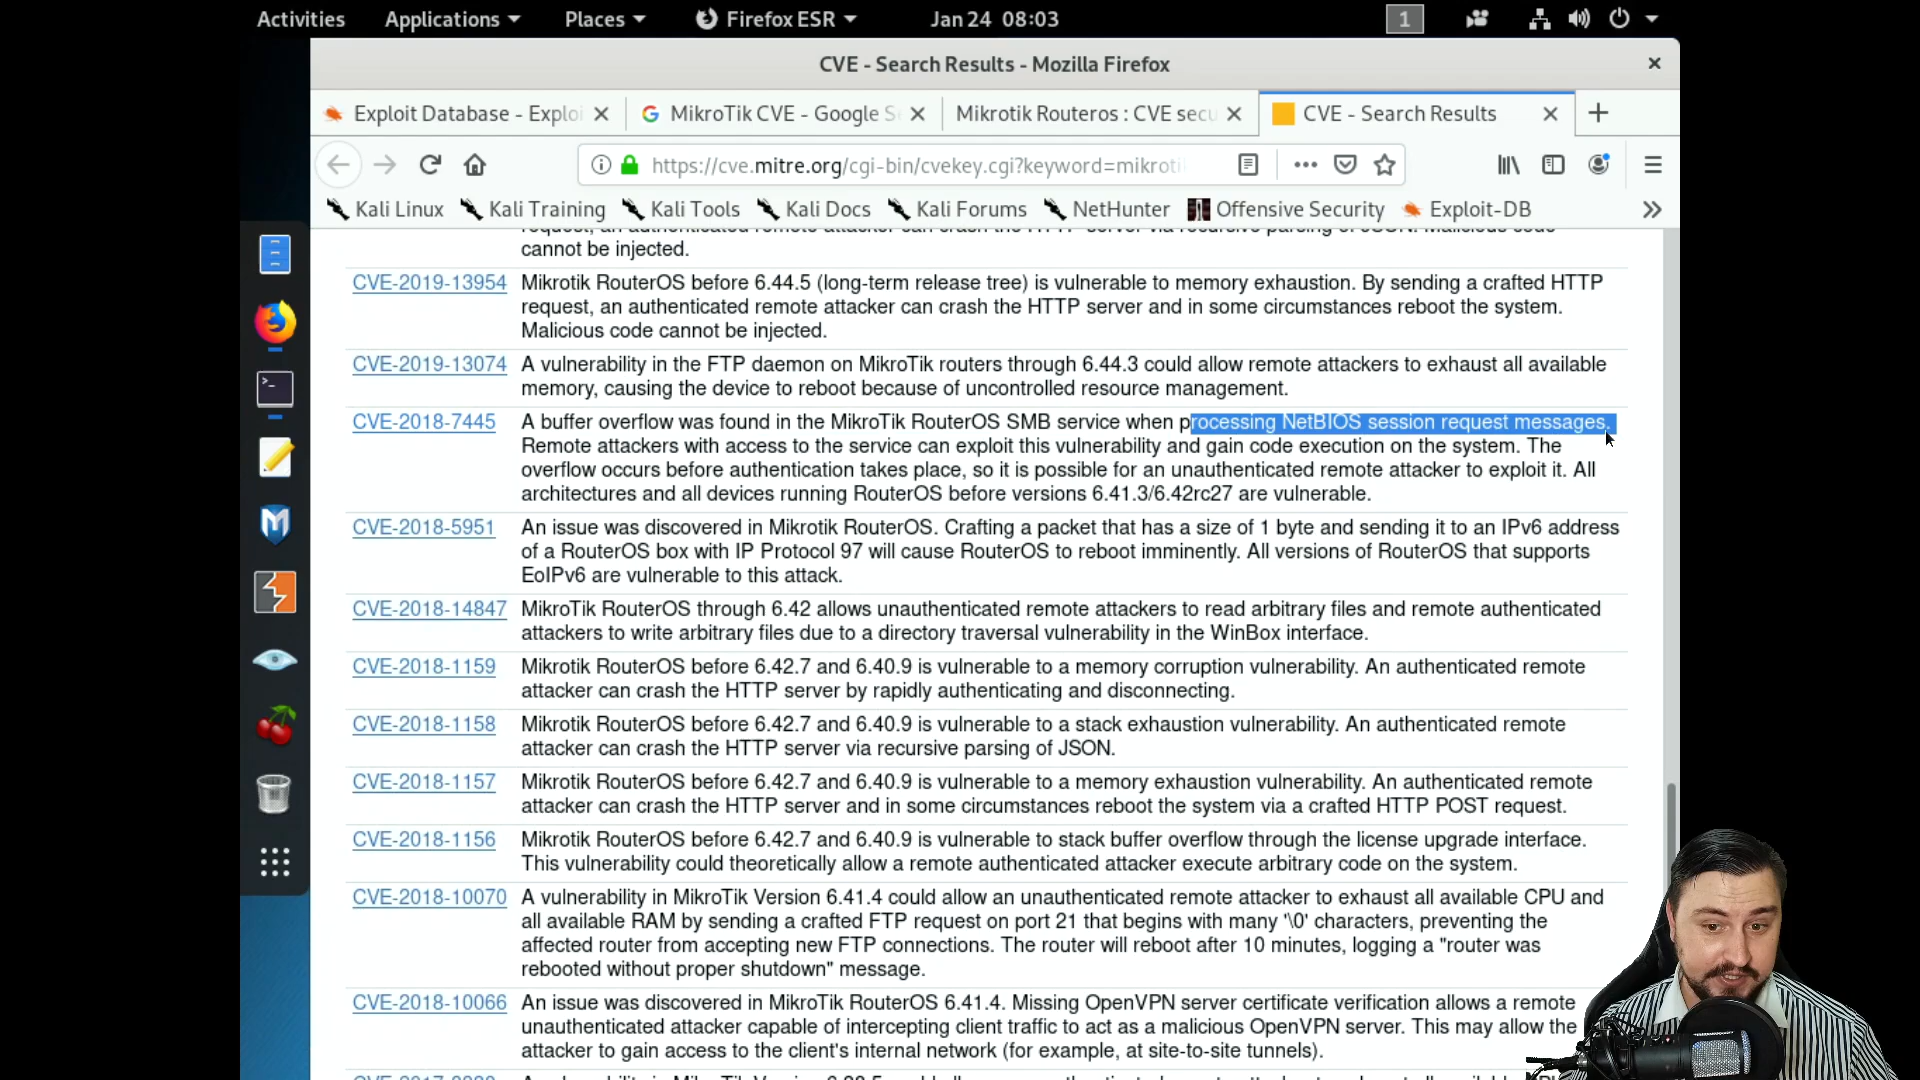 Activities Applications Places Firefox ESR Jan 24 08:03 1
CVE - Search Results - Mozilla Firefox
Exploit Database - Exploi MikroTik CVE - Google S Mikrotik Routeros : CVE secu CVE - Search Results
https://cve.mitre.org/cgi-bin/cvekey.cgi?keyword=mikroti
Kali Linux Kali Training Kali Tools Kali Docs Kali Forums NetHunter Offensive Security Exploit-DB
request, an authenticated remote attacker can crash the HTTP server via recursive parsing of JSON. Malicious code
cannot be injected.
CVE-2019-13954 Mikrotik RouterOS before 6.44.5 (long-term release tree) is vulnerable to memory exhaustion. By sending a crafted HTTP
request, an authenticated remote attacker can crash the HTTP server and in some circumstances reboot the system.
Malicious code cannot be injected.
CVE-2019-13074 A vulnerability in the FTP daemon on MikroTik routers through 6.44.3 could allow remote attackers to exhaust all available
memory, causing the device to reboot because of uncontrolled resource management.
CVE-2018-7445 A buffer overflow was found in the MikroTik RouterOS SMB service when processing NetBIOS session request messages.
Remote attackers with access to the service can exploit this vulnerability and gain code execution on the system. The
overflow occurs before authentication takes place, so it is possible for an unauthenticated remote attacker to exploit it. All
architectures and all devices running RouterOS before versions 6.41.3/6.42rc27 are vulnerable.
CVE-2018-5951 An issue was discovered in Mikrotik RouterOS. Crafting a packet that has a size of 1 byte and sending it to an IPv6 address
of a RouterOS box with IP Protocol 97 will cause RouterOS to reboot imminently. All versions of RouterOS that supports
EoIPv6 are vulnerable to this attack.
CVE-2018-14847 MikroTik RouterOS through 6.42 allows unauthenticated remote attackers to read arbitrary files and remote authenticated
attackers to write arbitrary files due to a directory traversal vulnerability in the WinBox interface.
CVE-2018-1159 Mikrotik RouterOS before 6.42.7 and 6.40.9 is vulnerable to a memory corruption vulnerability. An authenticated remote
attacker can crash the HTTP server by rapidly authenticating and disconnecting.
CVE-2018-1158 Mikrotik RouterOS before 6.42.7 and 6.40.9 is vulnerable to a stack exhaustion vulnerability. An authenticated remote
attacker can crash the HTTP server via recursive parsing of JSON.
CVE-2018-1157 Mikrotik RouterOS before 6.42.7 and 6.40.9 is vulnerable to a memory exhaustion vulnerability. An authenticated remote
attacker can crash the HTTP server and in some circumstances reboot the system via a crafted HTTP POST request.
CVE-2018-1156 Mikrotik RouterOS before 6.42.7 and 6.40.9 is vulnerable to stack buffer overflow through the license upgrade interface.
This vulnerability could theoretically allow a remote authenticated attacker execute arbitrary code on the system.
CVE-2018-10070 A vulnerability in MikroTik Version 6.41.4 could allow an unauthenticated remote attacker to exhaust all available CPU and
all available RAM by sending a crafted FTP request on port 21 that begins with many '\0' characters, preventing the
affected router from accepting new FTP connections. The router will reboot after 10 minutes, logging a "router was
rebooted without proper shutdown" message.
CVE-2018-10066 An issue was discovered in MikroTik RouterOS 6.41.4. Missing OpenVPN server certificate verification allows a remote
unauthenticated attacker capable of intercepting client traffic to act as a malicious OpenVPN server. This may allow the
attacker to gain access to the client's internal network (for example, at site-to-site tunnels).